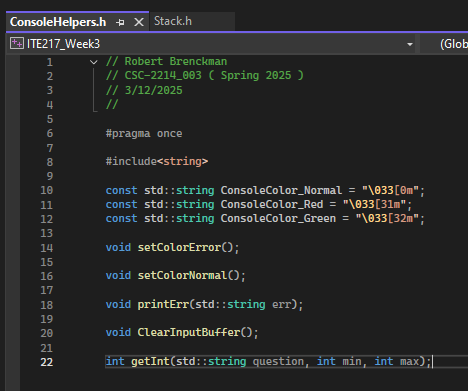 ConsoleHelpers.h Stack.h
ITE217_Week3 (Glob
1 // Robert Brenckman
2 // CSC-2214_003 ( Spring 2025 )
3 // 3/12/2025
4 //
5
6 #pragma once
7
8 #include<string>
9
10 const std::string ConsoleColor_Normal = "\033[0m";
11 const std::string ConsoleColor_Red = "\033[31m";
12 const std::string ConsoleColor_Green = "\033[32m";
13
14 void setColorError();
15
16 void setColorNormal();
17
18 void printErr(std::string err);
19
20 void ClearInputBuffer();
21
22 int getInt(std::string question, int min, int max);